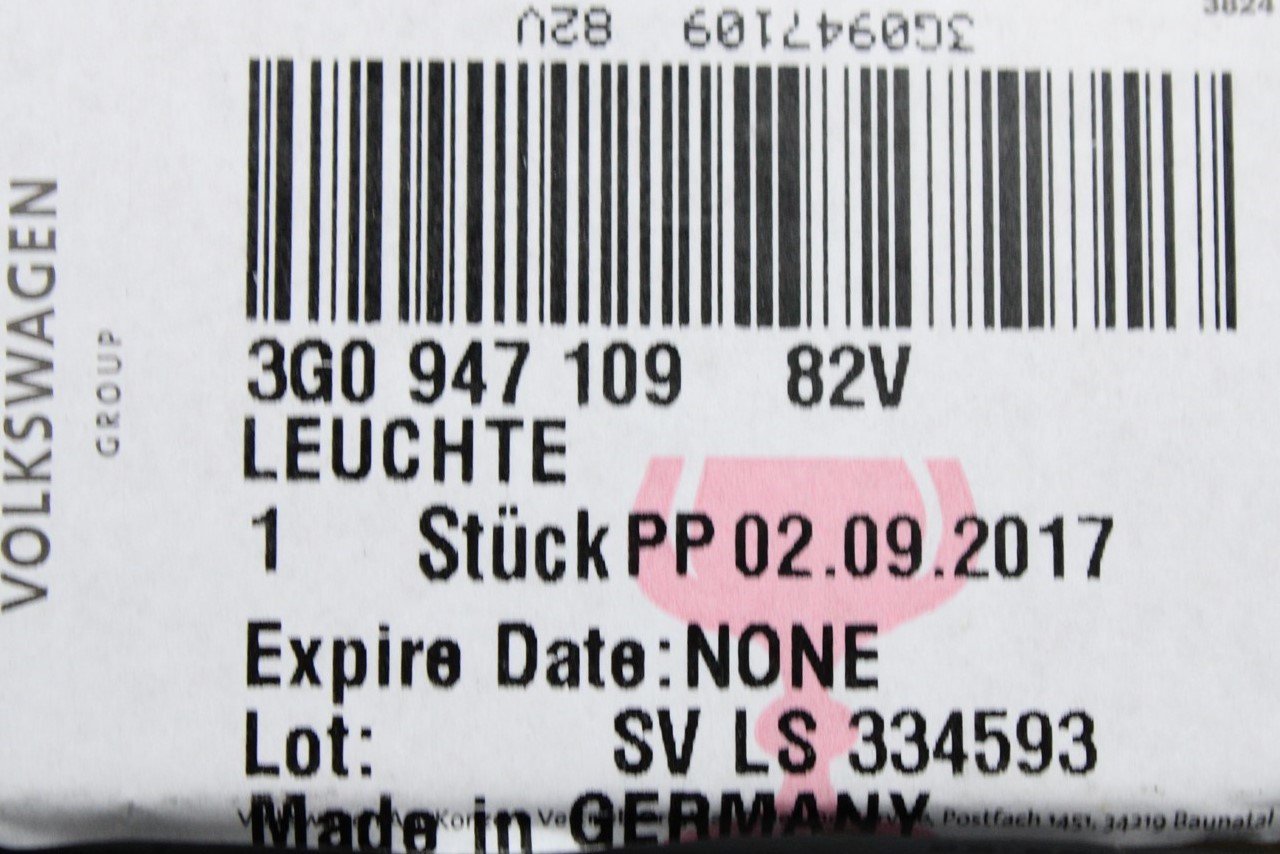 3824
3G0947109 82V
VOLKSWAGEN
GROUP
3G0 947 109 82V
LEUCHTE
1 Stück PP 02.09.2017
Expire Date: NONE
Lot: SV LS 334593
Made in GERMANY
Postfach 1451, 34219 Baunatal